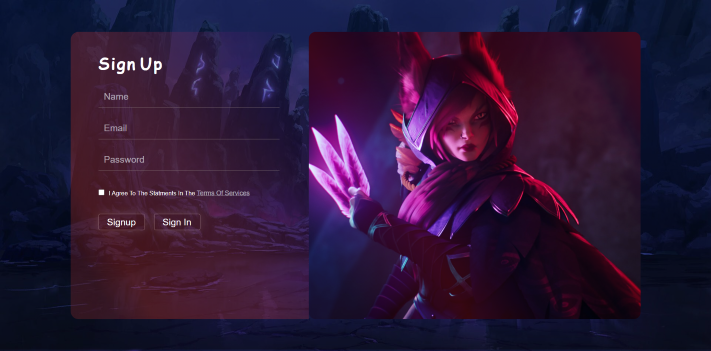 Sign Up
Name
Email
Password
I Agree To The Statments In The Terms Of Services
Signup Sign In